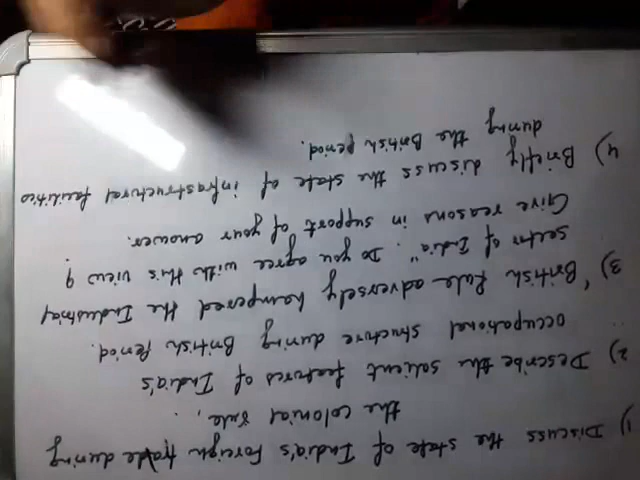 1) Discuss the state of India's Foreign trade during
the colonial rule.
2) Describe the salient features of India's
occupational structure during British Period.
3) "British Rule adversely hampered the Industrial
sector of India". Do you agree with this view?
Give reasons in support of your answer.
4) Briefly discuss the state of infrastructural facilities
during the British period.